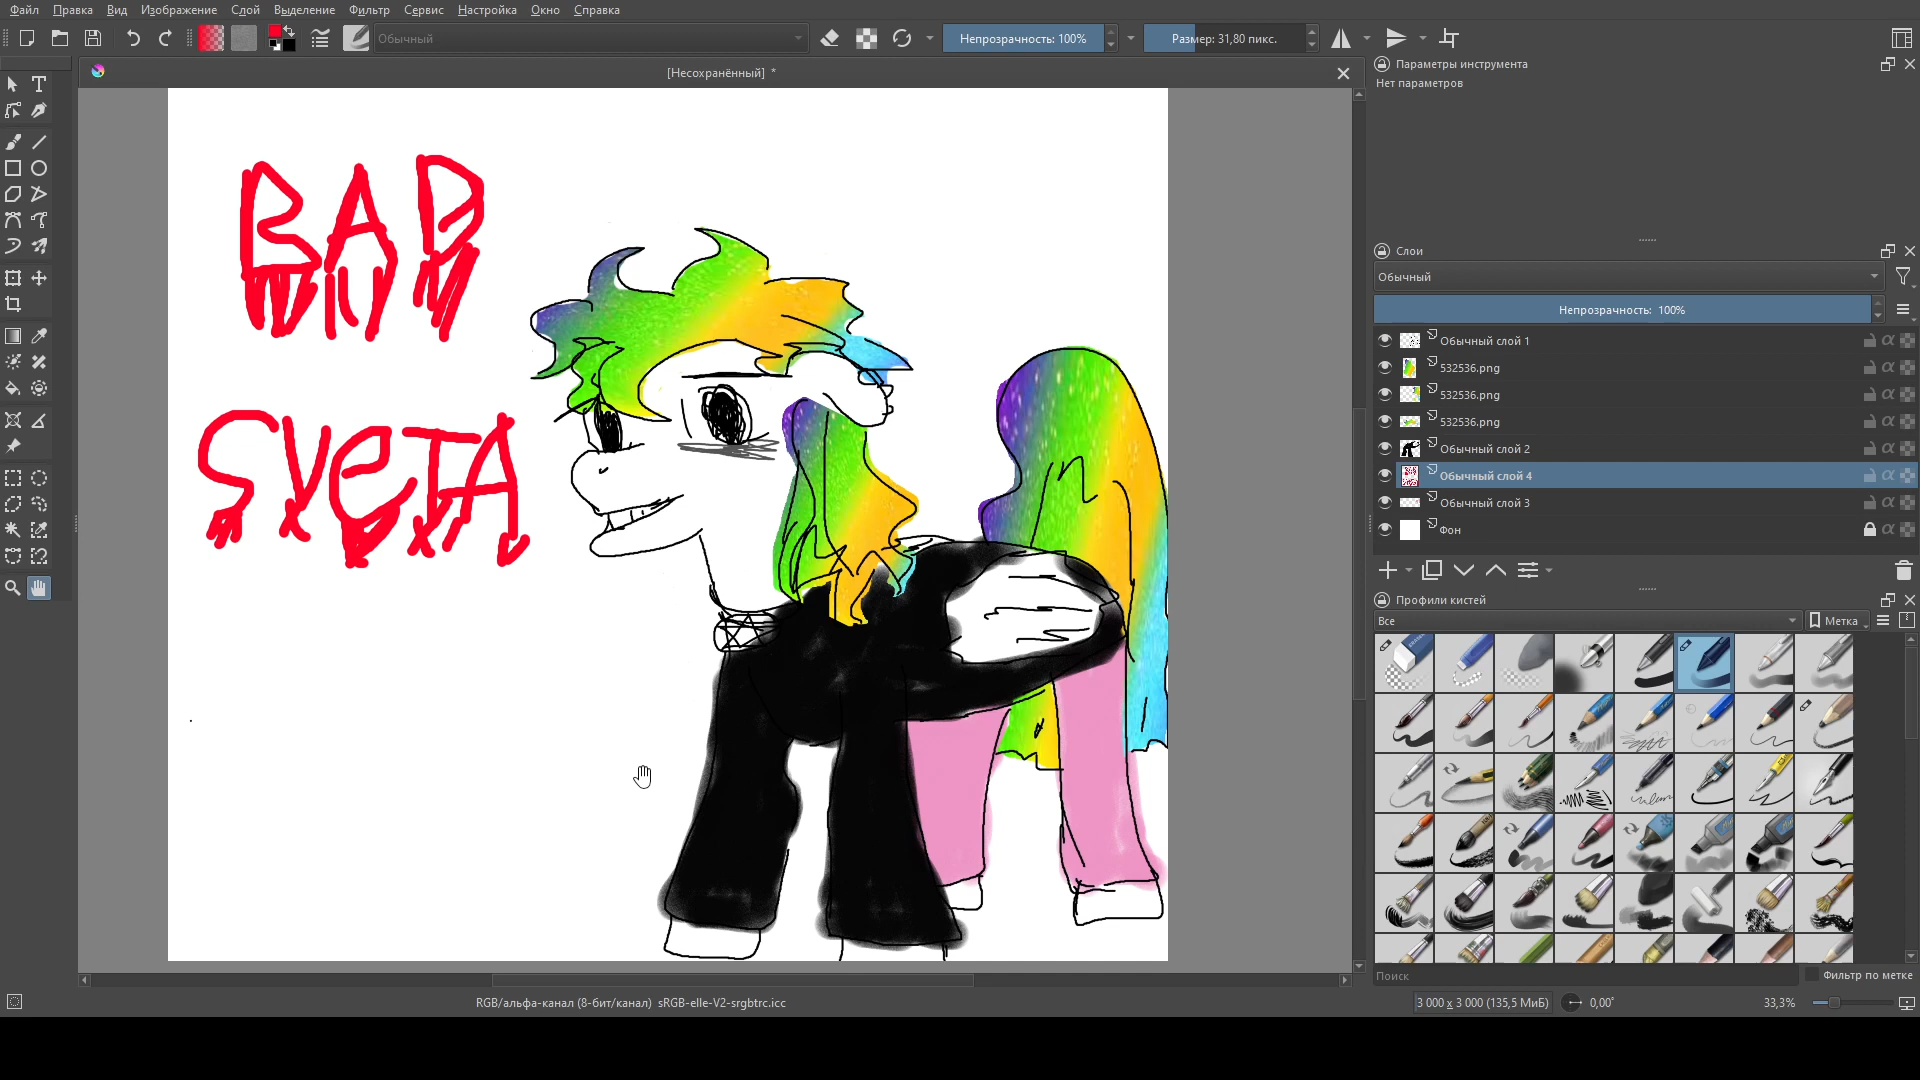 Файл Правка Вид Изображение Слой Выделение Фильтр Сервис Настройка Окно Справка
Обычный Непрозрачность: 100% Размер: 31,80 пикс.
[Несохранённый] *
Параметры инструмента
Нет параметров
BAD
SVETA
Слои
Обычный
Непрозрачность: 100%
Обычный слой 1
532536.png
532536.png
532536.png
Обычный слой 2
Обычный слой 4
Обычный слой 3
Фон
Профили кистей
Все Метка
Поиск Фильтр по метке
RGB/альфа-канал (8-бит/канал) sRGB-elle-V2-srgbtrc.icc 3 000 x 3 000 (135,5 МиБ) 0,00° 33,3%